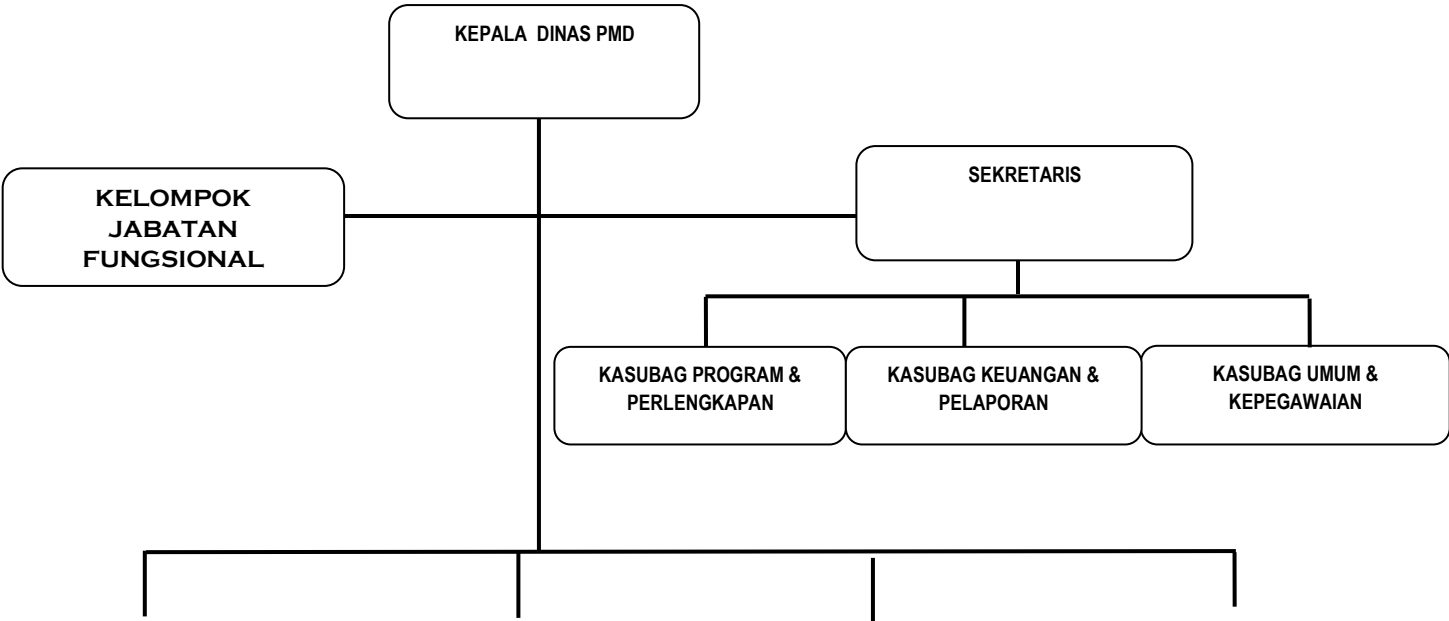 KEPALA DINAS PMD
KELOMPOK
JABATAN
FUNGSIONAL
SEKRETARIS
KASUBAG PROGRAM &
PERLENGKAPAN
KASUBAG KEUANGAN &
PELAPORAN
KASUBAG UMUM &
KEPEGAWAIAN